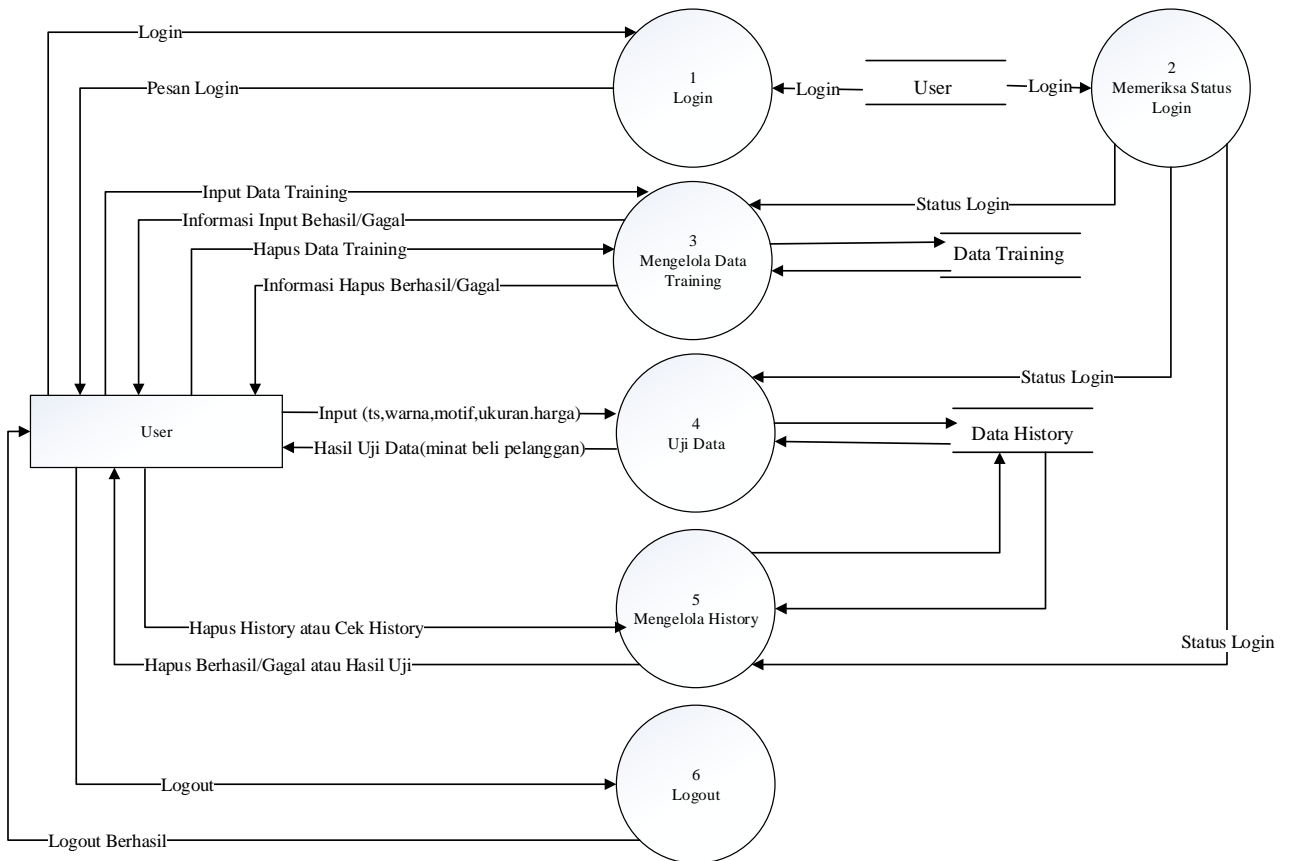 Login
1
Login
Pesan Login
Login
User
Login
2
Memeriksa Status
Login
Input Data Training
Informasi Input Behasil/Gagal
Hapus Data Training
Informasi Hapus Berhasil/Gagal
3
Mengelola Data
Training
Status Login
Data Training
Status Login
User
Input (ts,warna,motif,ukuran.harga)
Hasil Uji Data(minat beli pelanggan)
4
Uji Data
Data History
5
Mengelola History
Hapus History atau Cek History
Hapus Berhasil/Gagal atau Hasil Uji
Status Login
6
Logout
Logout
Logout Berhasil